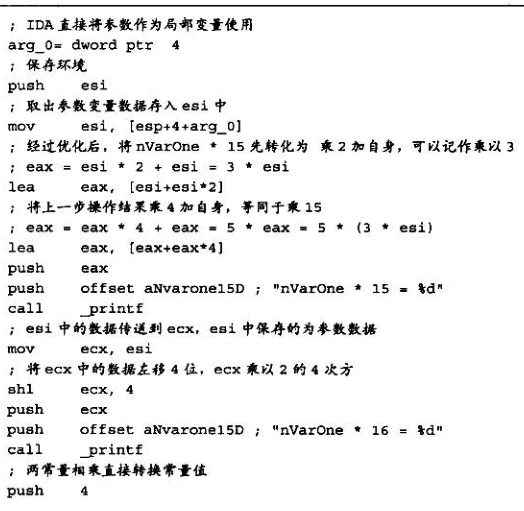 ; IDA 直接将参数作为局部变量使用
arg_0= dword ptr  4
; 保存环境
push    esi
; 取出参数变量数据存入 esi 中
mov     esi, [esp+4+arg_0]
; 经过优化后，将 nVarOne * 15 先转化为 乘 2 加自身，可以记作乘以 3
; eax = esi * 2 + esi = 3 * esi
lea     eax, [esi+esi*2]
; 将上一步操作结果乘 4 加自身，等同于乘 15
; eax = eax * 4 + eax = 5 * eax = 5 * (3 * esi)
lea     eax, [eax+eax*4]
push    eax
push    offset aNvarone15D ; "nVarOne * 15 = %d"
call    _printf
; esi 中的数据传送到 ecx，esi 中保存的为参数数据
mov     ecx, esi
; 将 ecx 中的数据左移 4 位，ecx 乘以 2 的 4 次方
shl     ecx, 4
push    ecx
push    offset aNvarone15D ; "nVarOne * 16 = %d"
call    _printf
; 两常量相乘直接转换常量值
push    4